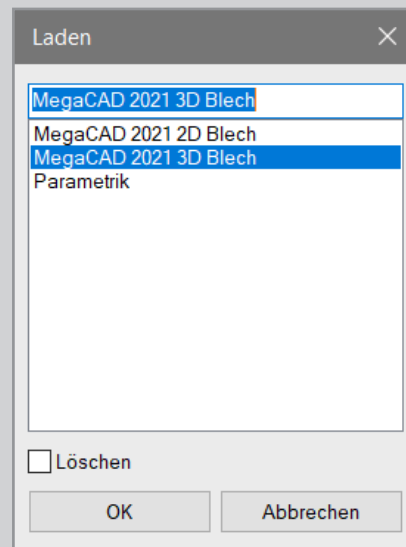 Laden
MegaCAD 2021 3D Blech
MegaCAD 2021 2D Blech
MegaCAD 2021 3D Blech
Parametrik
Löschen
OK
Abbrechen